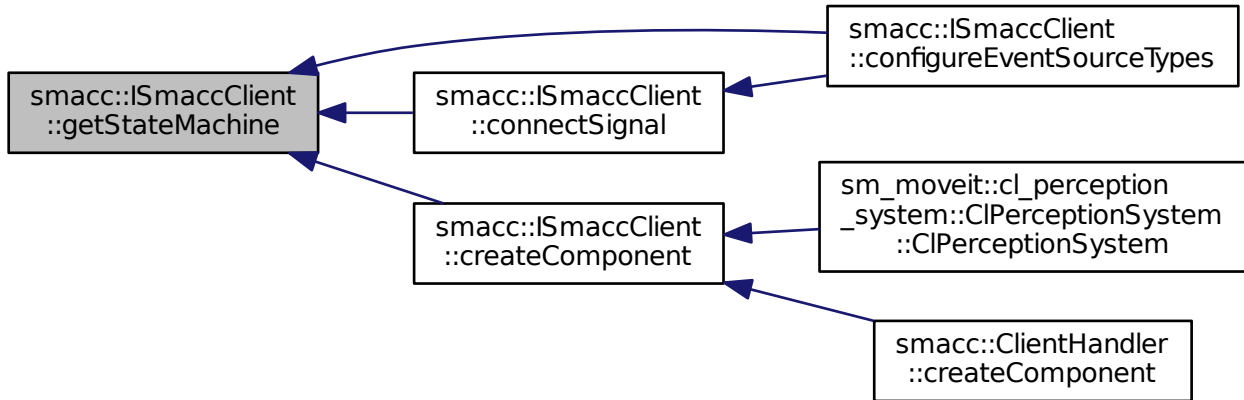 smacc::ISmaccClient
::getStateMachine
smacc::ISmaccClient
::configureEventSourceTypes
smacc::ISmaccClient
::connectSignal
smacc::ISmaccClient
::createComponent
sm_moveit::cl_perception
_system::ClPerceptionSystem
::ClPerceptionSystem
smacc::ClientHandler
::createComponent